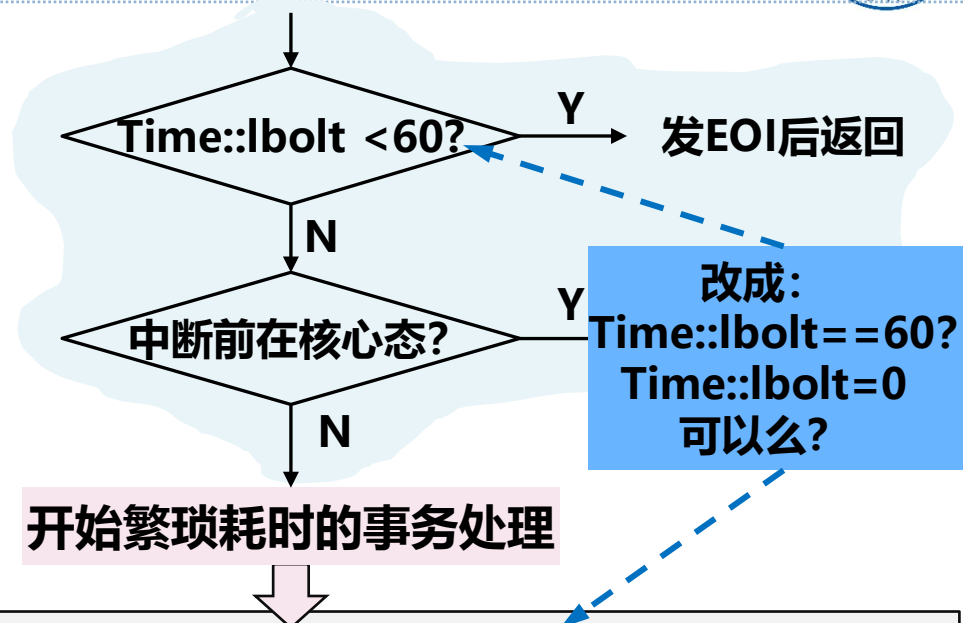 Time::lbolt <60?
Y
发EOI后返回
N
中断前在核心态？
Y
改成：
Time::lbolt==60?
Time::lbolt=0
可以么？
N
开始繁琐耗时的事务处理